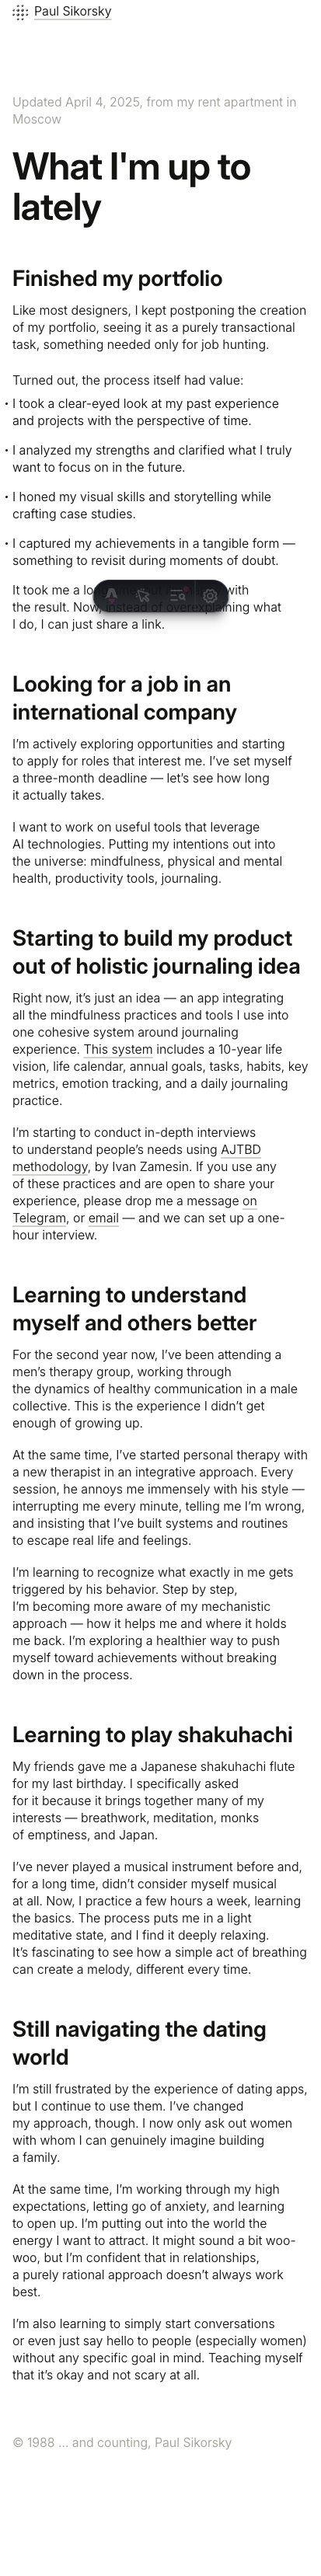 Paul Sikorsky
Updated April 4, 2025, from my rent apartment in
Moscow
What I'm up to
lately
Finished my portfolio
Like most designers, I kept postponing the creation
of my portfolio, seeing it as a purely transactional
task, something needed only for job hunting.
Turned out, the process itself had value:
· I took a clear-eyed look at my past experience
and projects with the perspective of time.
· I analyzed my strengths and clarified what I truly
want to focus on in the future.
· I honed my visual skills and storytelling while
crafting case studies.
· I captured my achievements in a tangible form —
something to revisit during moments of doubt.
It took me a with
the result. Now, instead of overexplaining what
I do, I can just share a link.
Looking for a job in an
international company
I’m actively exploring opportunities and starting
to apply for roles that interest me. I’ve set myself
a three-month deadline — let’s see how long
it actually takes.
I want to work on useful tools that leverage
AI technologies. Putting my intentions out into
the universe: mindfulness, physical and mental
health, productivity tools, journaling.
Starting to build my product
out of holistic journaling idea
Right now, it’s just an idea — an app integrating
all the mindfulness practices and tools I use into
one cohesive system around journaling
experience. This system includes a 10-year life
vision, life calendar, annual goals, tasks, habits, key
metrics, emotion tracking, and a daily journaling
practice.
I’m starting to conduct in-depth interviews
to understand people’s needs using AJTBD
methodology, by Ivan Zamesin. If you use any
of these practices and are open to share your
experience, please drop me a message on
Telegram, or email — and we can set up a one-
hour interview.
Learning to understand
myself and others better
For the second year now, I’ve been attending a
men’s therapy group, working through
the dynamics of healthy communication in a male
collective. This is the experience I didn’t get
enough of growing up.
At the same time, I’ve started personal therapy with
a new therapist in an integrative approach. Every
session, he annoys me immensely with his style —
interrupting me every minute, telling me I’m wrong,
and insisting that I’ve built systems and routines
to escape real life and feelings.
I’m learning to recognize what exactly in me gets
triggered by his behavior. Step by step,
I’m becoming more aware of my mechanistic
approach — how it helps me and where it holds
me back. I’m exploring a healthier way to push
myself toward achievements without breaking
down in the process.
Learning to play shakuhachi
My friends gave me a Japanese shakuhachi flute
for my last birthday. I specifically asked
for it because it brings together many of my
interests — breathwork, meditation, monks
of emptiness, and Japan.
I’ve never played a musical instrument before and,
for a long time, didn’t consider myself musical
at all. Now, I practice a few hours a week, learning
the basics. The process puts me in a light
meditative state, and I find it deeply relaxing.
It’s fascinating to see how a simple act of breathing
can create a melody, different every time.
Still navigating the dating
world
I’m still frustrated by the experience of dating apps,
but I continue to use them. I’ve changed
my approach, though. I now only ask out women
with whom I can genuinely imagine building
a family.
At the same time, I’m working through my high
expectations, letting go of anxiety, and learning
to open up. I’m putting out into the world the
energy I want to attract. It might sound a bit woo-
woo, but I’m confident that in relationships,
a purely rational approach doesn’t always work
best.
I’m also learning to simply start conversations
or even just say hello to people (especially women)
without any specific goal in mind. Teaching myself
that it’s okay and not scary at all.
© 1988 ... and counting, Paul Sikorsky